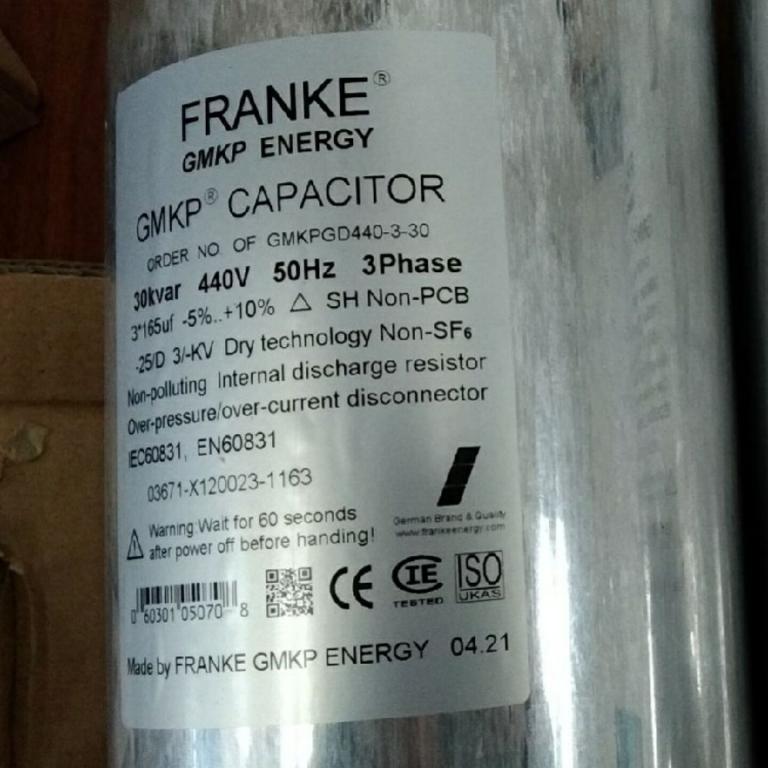 FRANKE®
GMKP ENERGY
GMKP® CAPACITOR
ORDER NO. OF GMKPGD440-3-30
30kvar 440V 50Hz 3Phase
3*165uf -5%..+10% △ SH Non-PCB
-25/D 3/-KV Dry technology Non-SF₆
Non-polluting Internal discharge resistor
Over-pressure/over-current disconnector
IEC60831, EN60831
03671-X120023-1163
Warning:Wait for 60 seconds
after power off before handing!
German Brand & Quality
www.frankeenergy.com
0 60301 05070 8
CE
IE
TESTED
ISO
UKAS
Made by FRANKE GMKP ENERGY 04.21